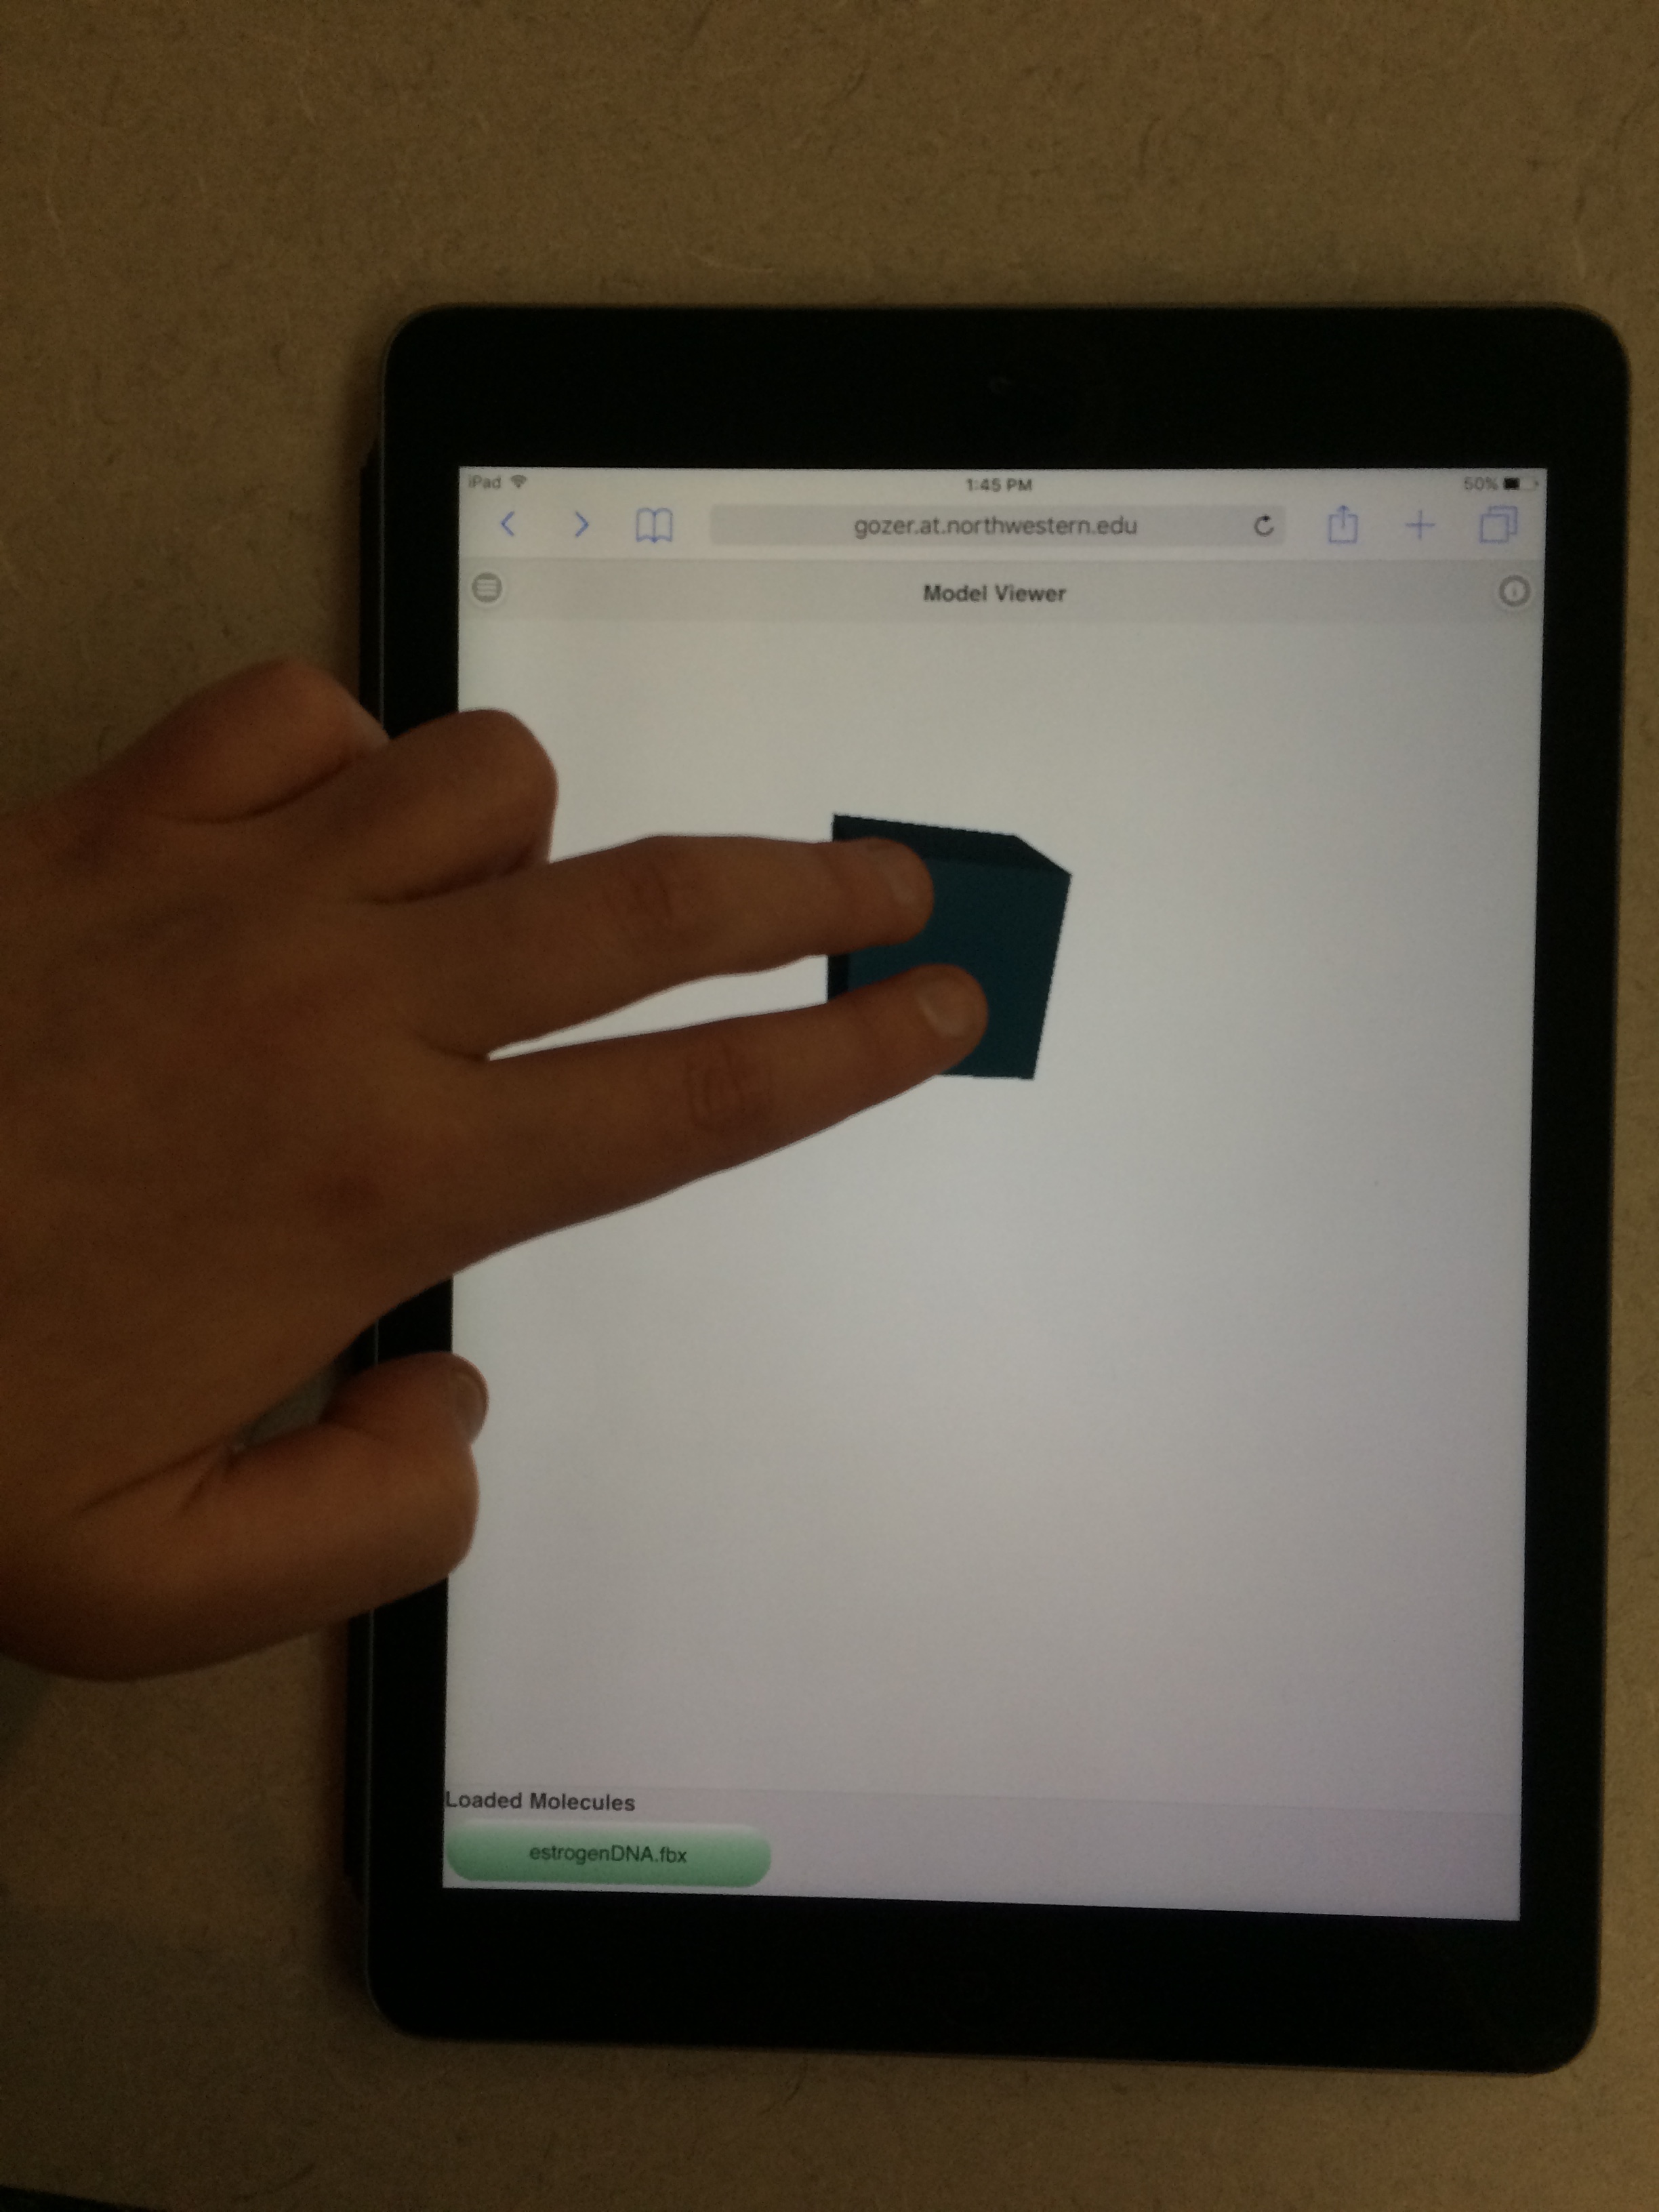 iPad 1:45 PM 50%
gozer.at.northwestern.edu
Model Viewer
Loaded Molecules
estrogenDNA.fbx